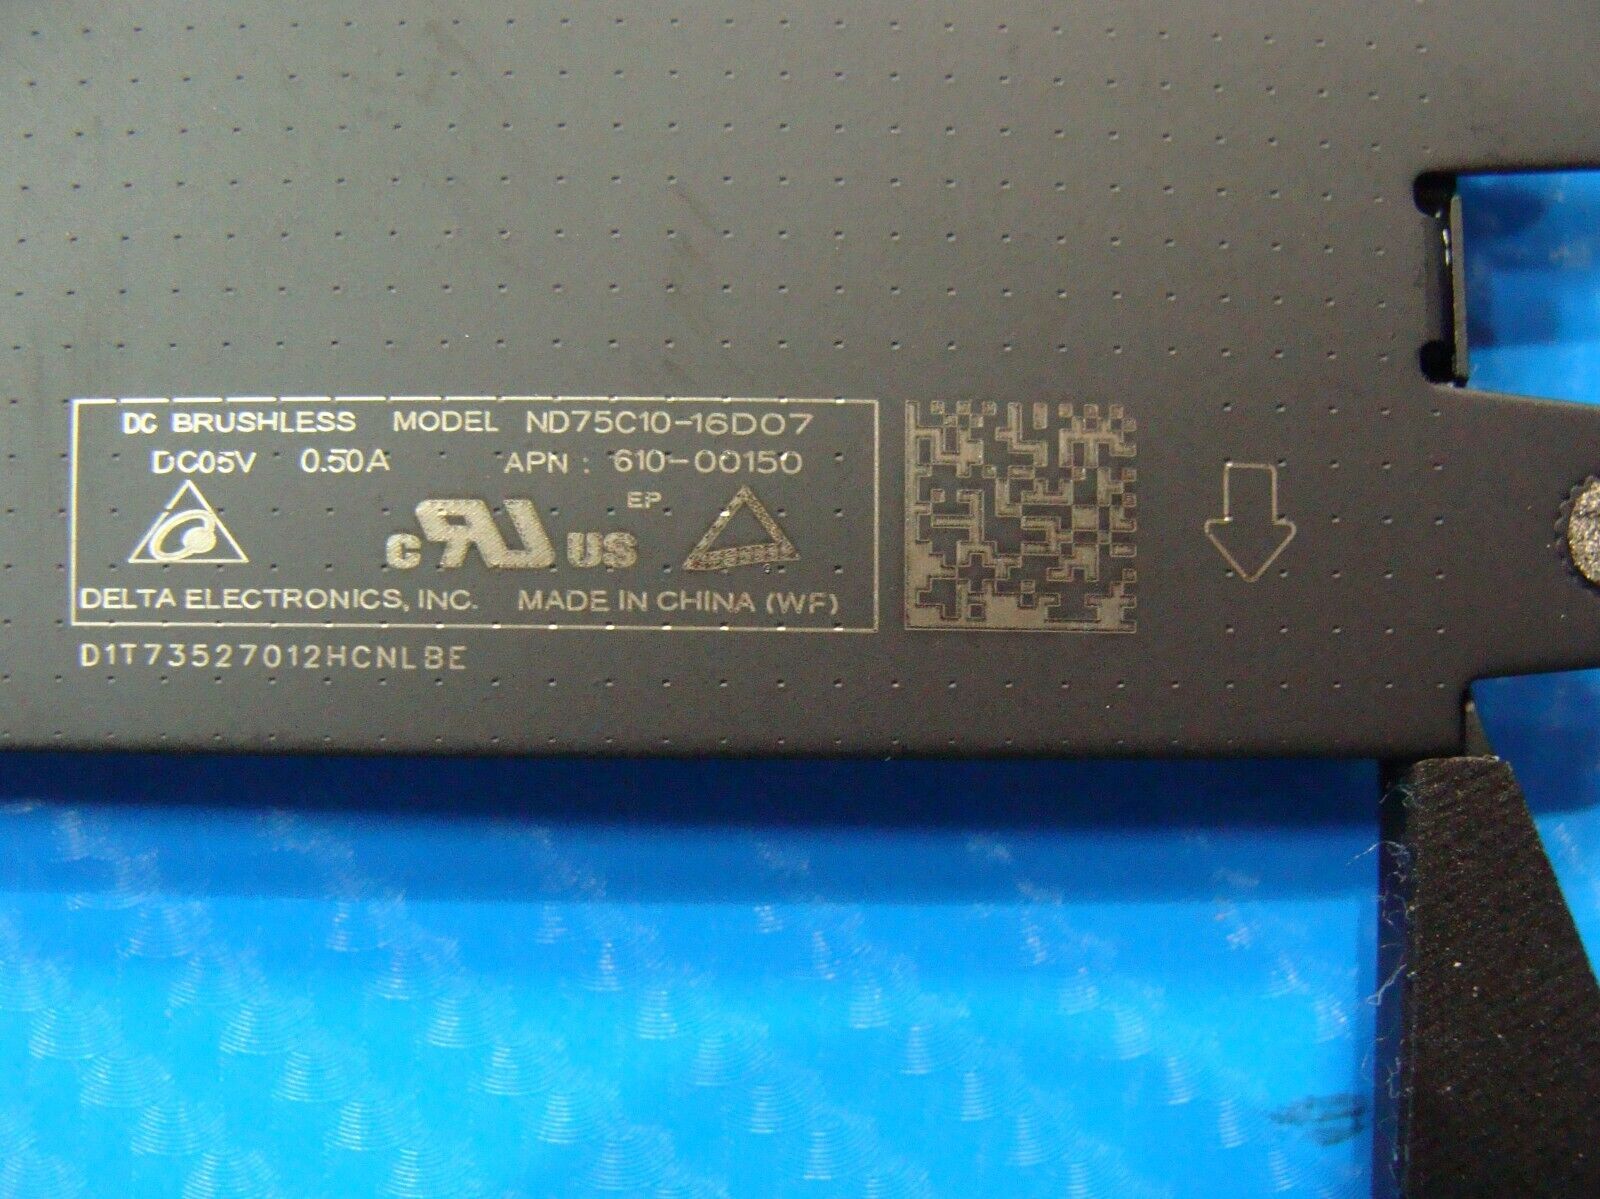 DC BRUSHLESS MODEL ND75C10-16D07
DC05V 0.50A APN : 610-00150
EP
c RU US
DELTA ELECTRONICS, INC. MADE IN CHINA (WF)
D1T73527012HCNLBE